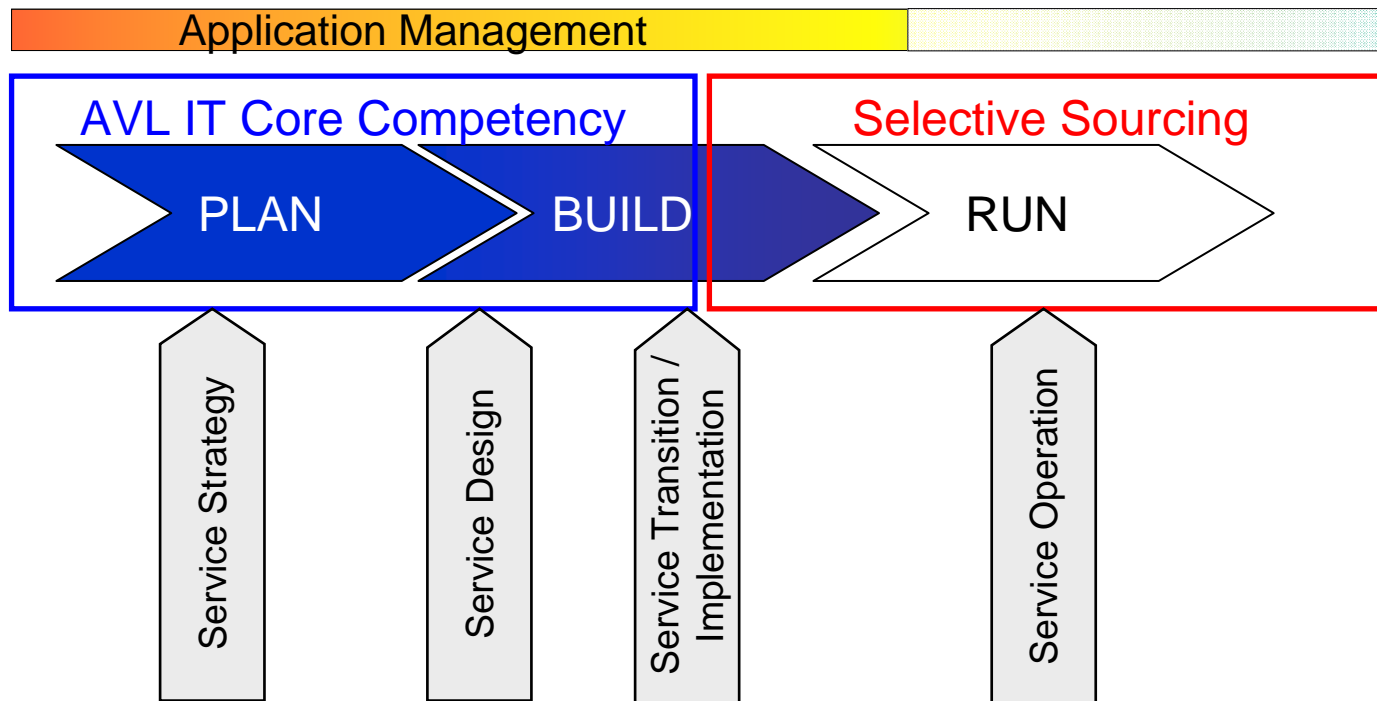 Application Management
AVL IT Core Competency
Selective Sourcing
PLAN
BUILD
RUN
Service Strategy
Service Design
Service Transition /
Implementation
Service Operation